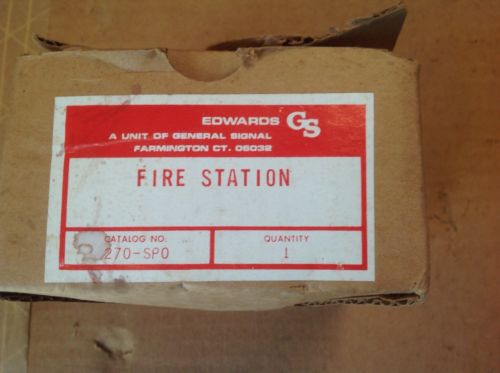 EDWARDS GS
A UNIT OF GENERAL SIGNAL
FARMINGTON CT. 06032
FIRE STATION
CATALOG NO.
270-SPO
QUANTITY
1